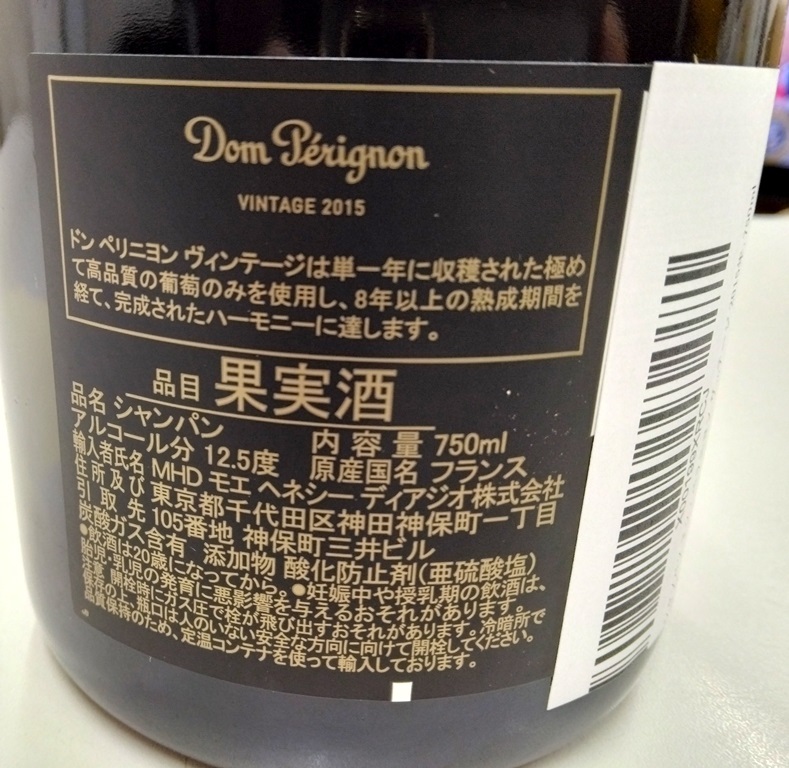 Dom Pérignon
VINTAGE 2015
ドン ペリニヨン ヴィンテージは単一年に収穫された極め
て高品質の葡萄のみを使用し、8年以上の熟成期間を
経て、完成されたハーモニーに達します。
品目 果実酒
品名 シャンパン 内容量 750ml
アルコール分 12.5度 原産国名 フランス
輸入者氏名 MHD モエ ヘネシー ディアジオ株式会社
住所及び 東京都千代田区神田神保町一丁目
引取先 105番地 神保町三井ビル
炭酸ガス含有 添加物 酸化防止剤(亜硫酸塩)
●飲酒は20歳になってから。●妊娠中や授乳期の飲酒は、
胎児・乳児の発育に悪影響を与えるおそれがあります。
注意 開栓時にガス圧で栓が飛び出すおそれがあります。冷暗所で
保冷の上、瓶口は人のいない安全な方向に向けて開栓してください。
品質保持のため、定温コンテナを使って輸入しております。